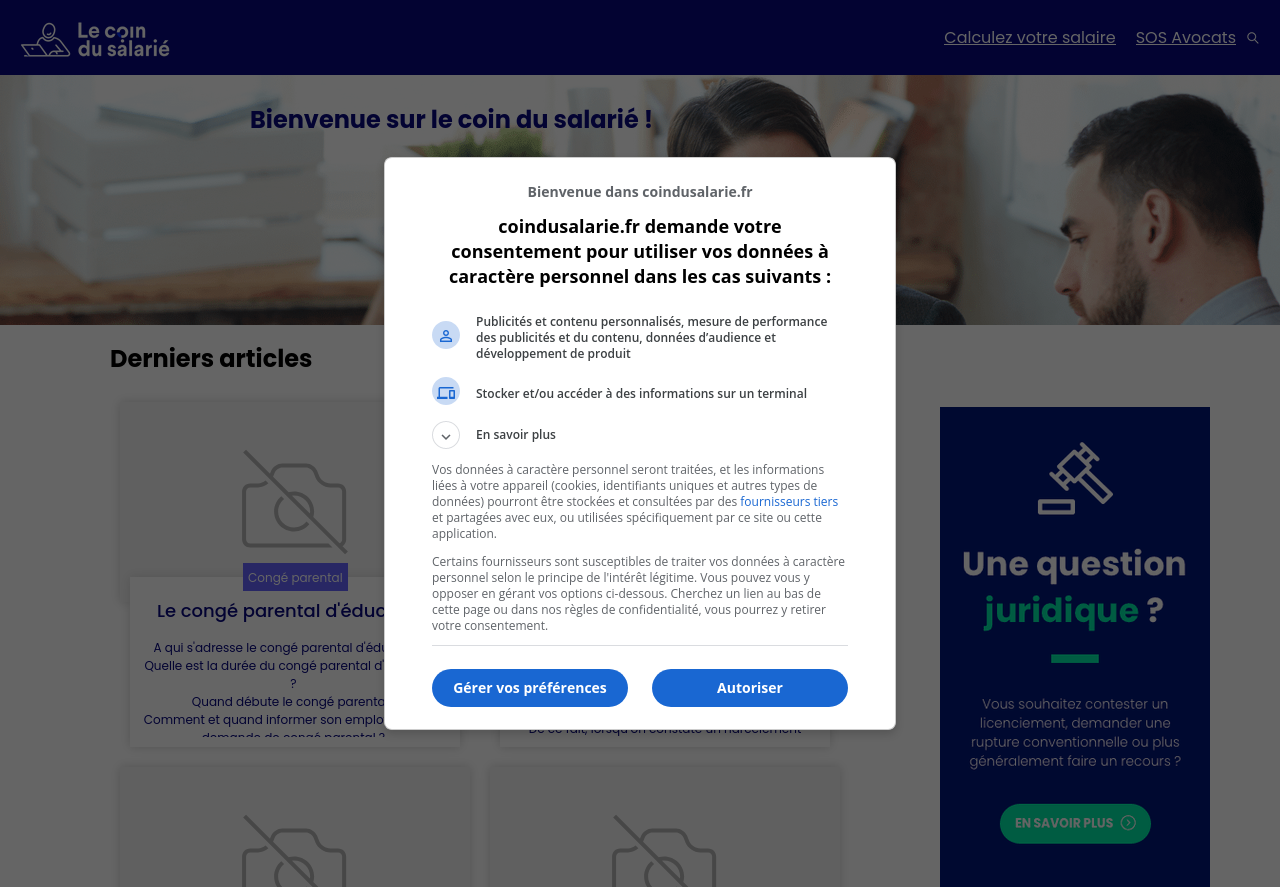 Le coin
du salarié
Calculez votre salaire
SOS Avocats
Bienvenue sur le coin du salarié !
Bienvenue dans coindusalarie.fr
coindusalarie.fr demande votre
consentement pour utiliser vos données à
caractère personnel dans les cas suivants :
Publicités et contenu personnalisés, mesure de performance
des publicités et du contenu, données d’audience et
développement de produit
Stocker et/ou accéder à des informations sur un terminal
En savoir plus
Vos données à caractère personnel seront traitées, et les informations
liées à votre appareil (cookies, identifiants uniques et autres types de
données) pourront être stockées et consultées par des fournisseurs tiers
et partagées avec eux, ou utilisées spécifiquement par ce site ou cette
application.
Certains fournisseurs sont susceptibles de traiter vos données à caractère
personnel selon le principe de l'intérêt légitime. Vous pouvez vous y
opposer en gérant vos options ci-dessous. Cherchez un lien au bas de
cette page ou dans nos règles de confidentialité, vous pourrez y retirer
votre consentement.
Gérer vos préférences
Autoriser
Derniers articles
Congé parental
Le congé parental d'éduc
A qui s'adresse le congé parental d'édu
Quelle est la durée du congé parental d'
?
Quand débute le congé parenta
Comment et quand informer son emplo
demande de congé parental ?
De ce fait, lorsqu'on constate un harcèlement
Une question
juridique ?
Vous souhaitez contester un
licenciement, demander une
rupture conventionnelle ou plus
généralement faire un recours ?
EN SAVOIR PLUS